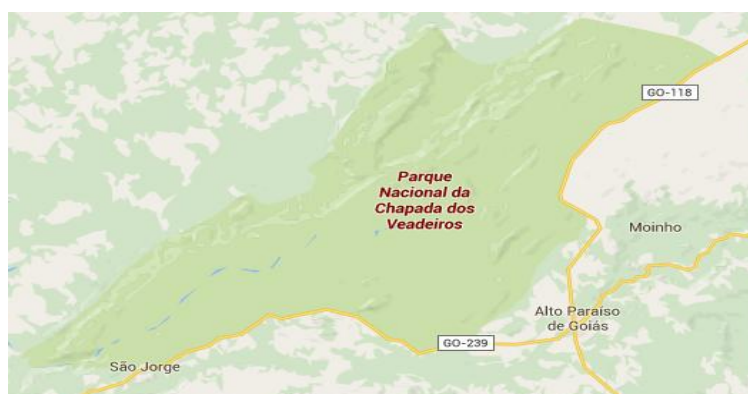 GO-118
Parque
Nacional da
Chapada dos
Veadeiros
Moinho
Alto Paraíso
de Goiás
GO-239
São Jorge